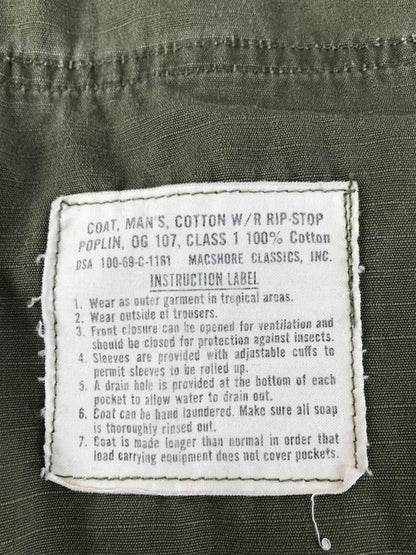 COAT, MAN'S, COTTON W/R RIP-STOP
POPLIN, OG 107, CLASS 1 100% Cotton
DSA 100-69-C-1161 MACSHORE CLASSICS, INC.
INSTRUCTION LABEL
1. Wear as outer garment in tropical areas.
2. Wear outside of trousers.
3. Front closure can be opened for ventilation and
should be closed for protection against insects.
4. Sleeves are provided with adjustable cuffs to
permit sleeves to be rolled up.
5. A drain hole is provided at the bottom of each
pocket to allow water to drain out.
6. Coat can be hand laundered. Make sure all soap
is thoroughly rinsed out.
7. Coat is made longer than normal in order that
load carrying equipment does not cover pockets.